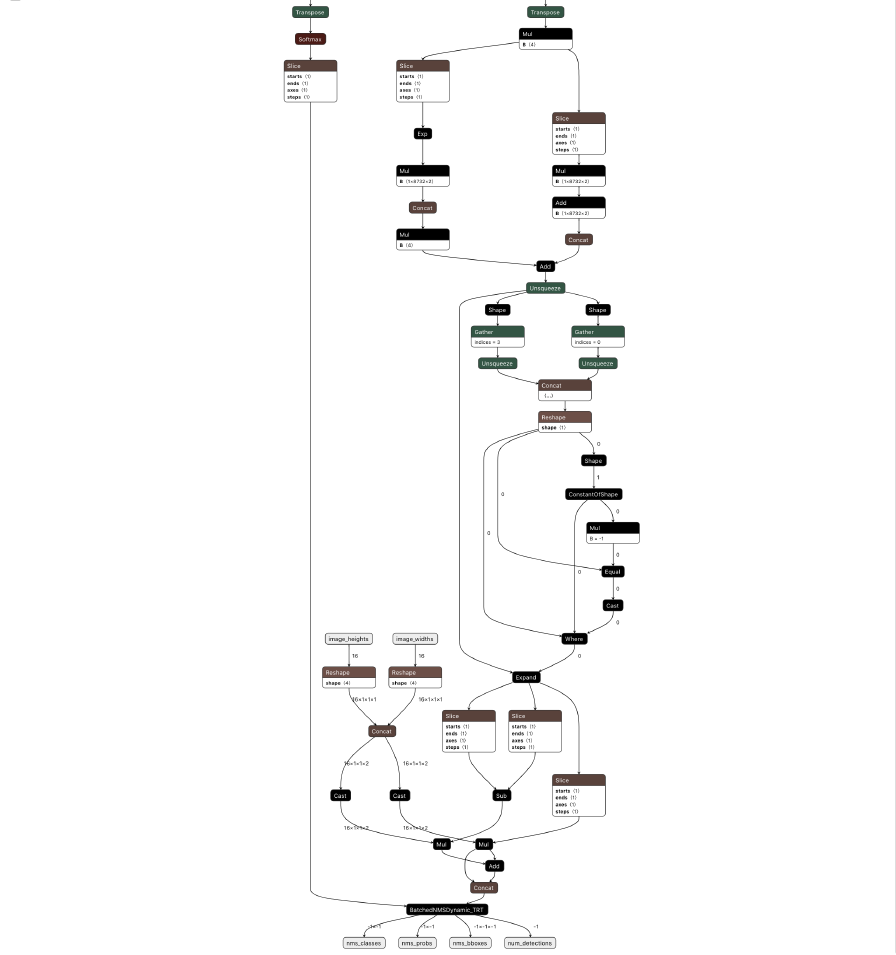 Transpose
Transpose
Softmax
Mul
B ⟨4⟩
Slice
starts ⟨1⟩
ends ⟨1⟩
axes ⟨1⟩
steps ⟨1⟩
Slice
starts ⟨1⟩
ends ⟨1⟩
axes ⟨1⟩
steps ⟨1⟩
Slice
starts ⟨1⟩
ends ⟨1⟩
axes ⟨1⟩
steps ⟨1⟩
Exp
Mul
B ⟨1×8732×2⟩
Mul
B ⟨1×8732×2⟩
Concat
Add
B ⟨1×8732×2⟩
Mul
B ⟨4⟩
Concat
Add
Unsqueeze
Shape
Shape
Gather
indices = 3
Gather
indices = 0
Unsqueeze
Unsqueeze
Concat
⟨...⟩
Reshape
shape ⟨1⟩
0
Shape
1
ConstantOfShape
0
0
Mul
B = -1
0
0
Equal
0
0
Cast
0
Where
0
image_heights
image_widths
16
16
Reshape
shape ⟨4⟩
Reshape
shape ⟨4⟩
Expand
16×1×1×1
16×1×1×1
Concat
Slice
starts ⟨1⟩
ends ⟨1⟩
axes ⟨1⟩
steps ⟨1⟩
Slice
starts ⟨1⟩
ends ⟨1⟩
axes ⟨1⟩
steps ⟨1⟩
16×1×1×2
16×1×1×2
Slice
starts ⟨1⟩
ends ⟨1⟩
axes ⟨1⟩
steps ⟨1⟩
Cast
Cast
Sub
16×1×1×2
16×1×1×2
Mul
Mul
Add
Concat
BatchedNMSDynamic_TRT
-1×-1
-1×-1
-1×-1×-1
-1
nms_classes
nms_probs
nms_bboxes
num_detections